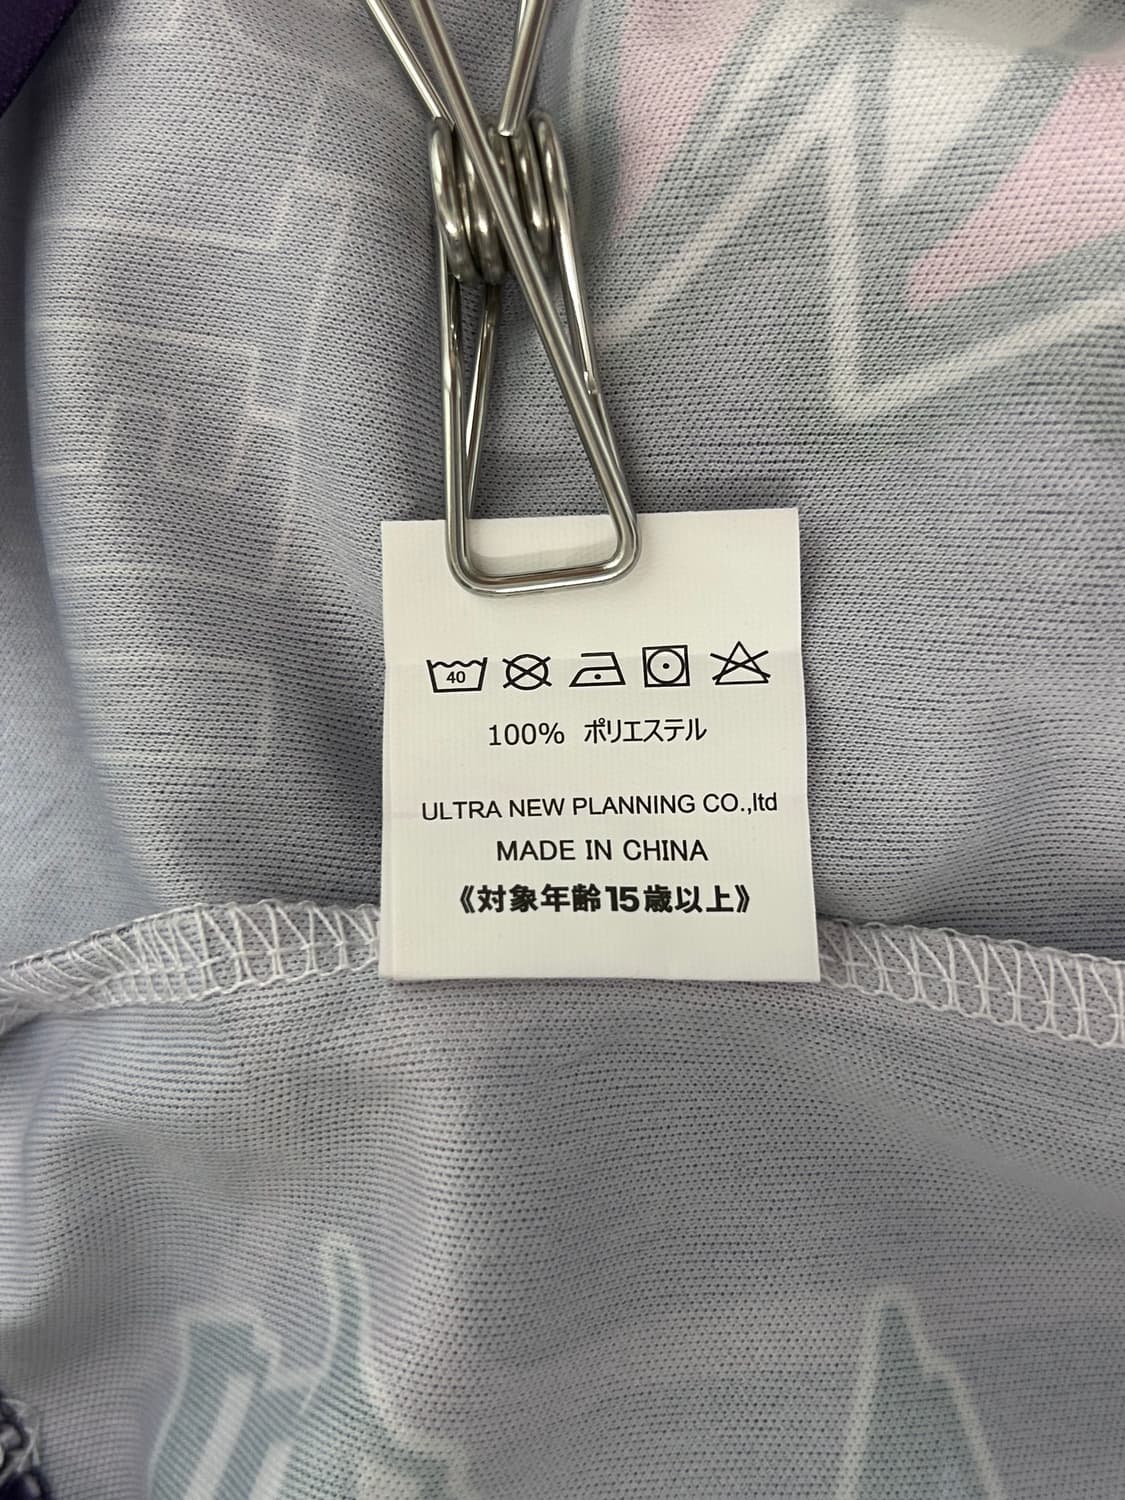 40
100% ポリエステル
ULTRA NEW PLANNING CO.,ltd
MADE IN CHINA
《対象年齢15歳以上》